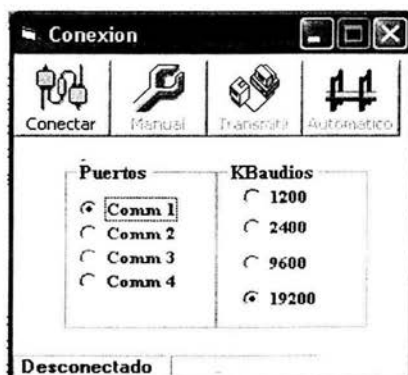 Conexion
Conectar Manual Transmitir Automatico
Puertos
Comm 1
Comm 2
Comm 3
Comm 4
KBaudios
1200
2400
9600
19200
Desconectado